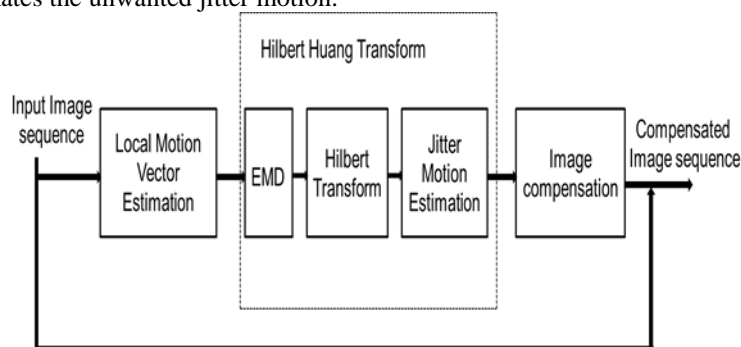 the unwanted jitter motion.
Hilbert Huang Transform
Input Image
sequence
Local Motion
Vector
Estimation
EMD
Hilbert
Transform
Jitter
Motion
Estimation
Image
compensation
Compensated
Image sequence